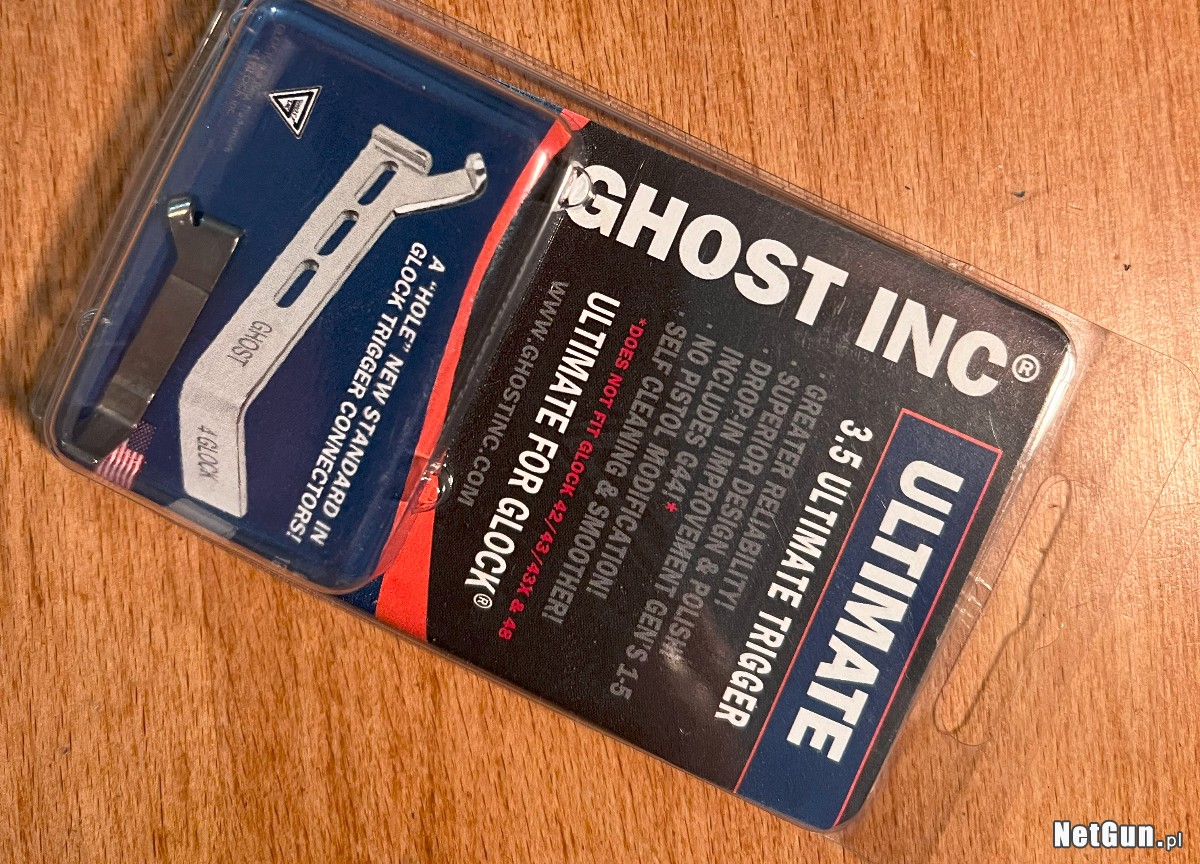 GHOST INC®
ULTIMATE
3.5 ULTIMATE TRIGGER
· GREATER RELIABILITY!
· SUPERIOR DESIGN & POLISH!
· DROP-IN IMPROVEMENT GEN'S 1-5
INCLUDES G44!*
· NO PISTOL MODIFICATION!
· SELF CLEANING & SMOOTHER!
*DOES NOT FIT GLOCK 42/43/43X & 48
ULTIMATE FOR GLOCK®
WWW.GHOSTINC.COM
A "HOLE" NEW STANDARD IN
GLOCK TRIGGER CONNECTORS!
GHOST
4 GLOCK
NetGun.pl